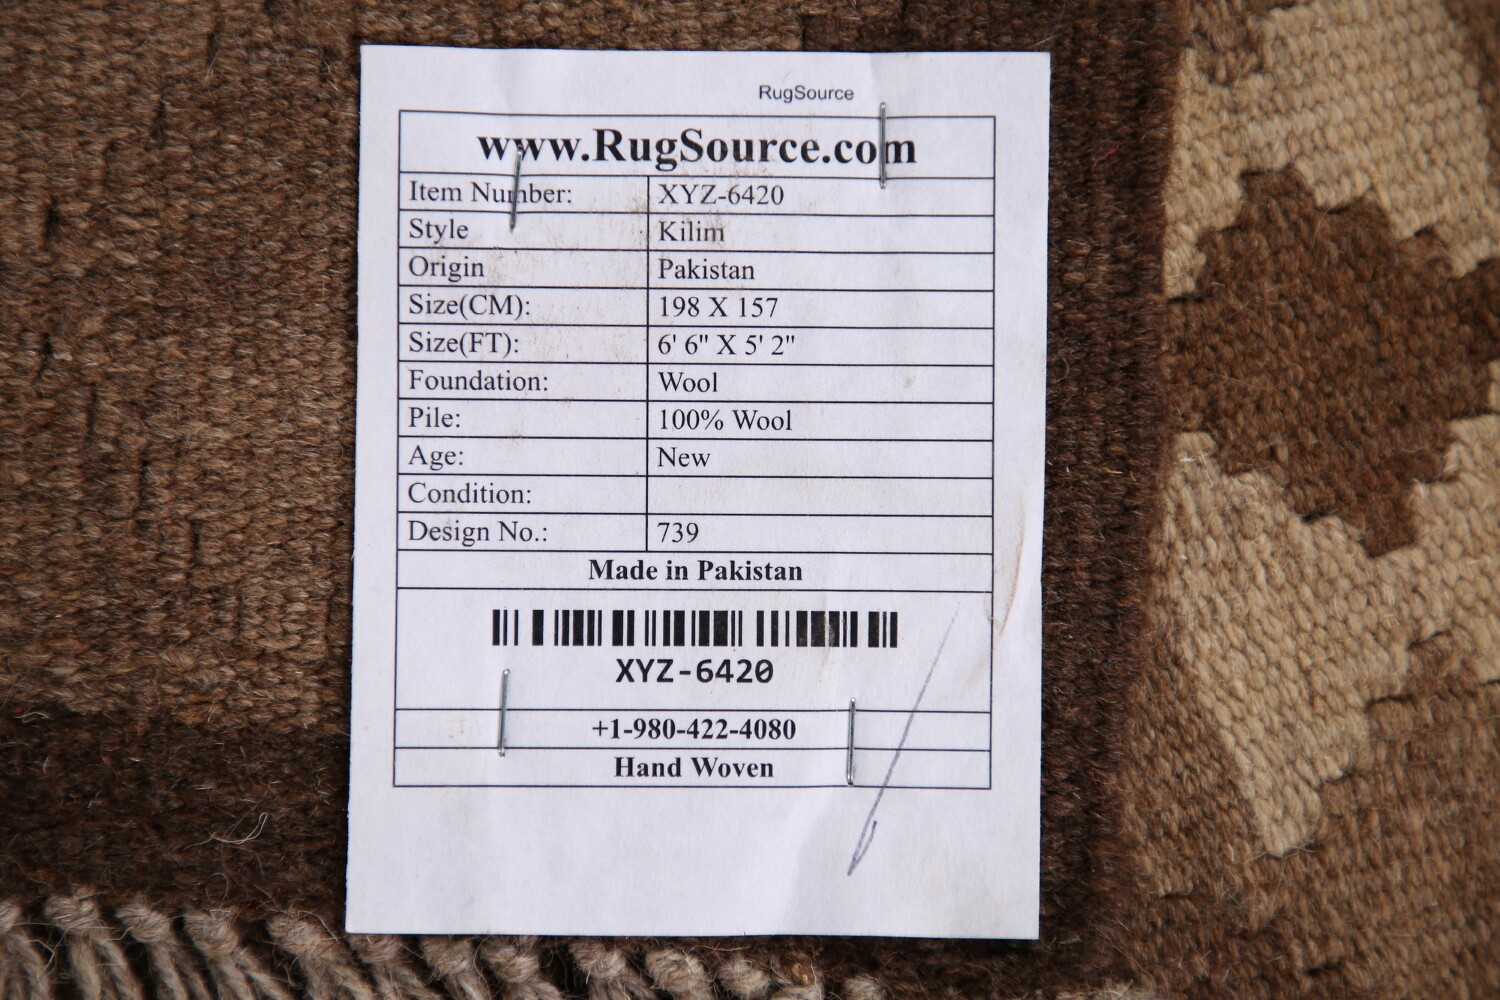 RugSource
www.RugSource.com
Item Number: XYZ-6420
Style Kilim
Origin Pakistan
Size(CM): 198 X 157
Size(FT): 6' 6" X 5' 2"
Foundation: Wool
Pile: 100% Wool
Age: New
Condition:
Design No.: 739
Made in Pakistan
XYZ-6420
+1-980-422-4080
Hand Woven